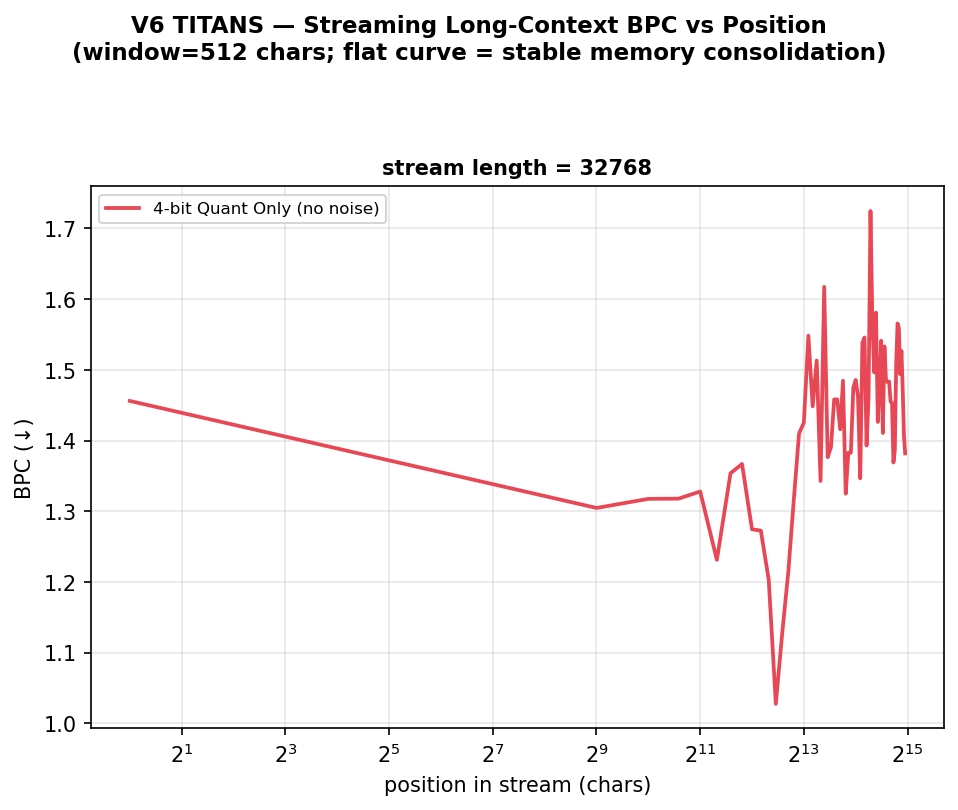 V6 TITANS — Streaming Long-Context BPC vs Position
(window=512 chars; flat curve = stable memory consolidation)
stream length = 32768
4-bit Quant Only (no noise)
1.7
1.6
1.5
1.4
1.3
1.2
1.1
1.0
BPC (↓)
2¹ 2³ 2⁵ 2⁷ 2⁹ 2¹¹ 2¹³ 2¹⁵
position in stream (chars)